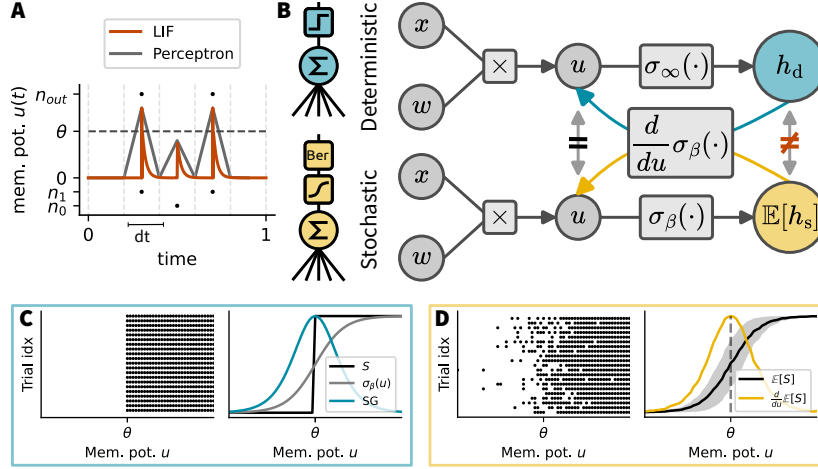 A
LIF
Perceptron
mem. pot. u(t)
n_out
θ
0
n_1
n_0
0
1
dt
time
B
Σ
Deterministic
x
w
×
u
σ_∞(·)
h_d
=
d/du σ_β(·)
≠
Ber
Σ
Stochastic
x
w
×
u
σ_β(·)
𝔼[h_s]
C
Trial idx
θ
Mem. pot. u
S
σ_β(u)
SG
θ
Mem. pot. u
D
Trial idx
θ
Mem. pot. u
𝔼[S]
d/du 𝔼[S]
θ
Mem. pot. u